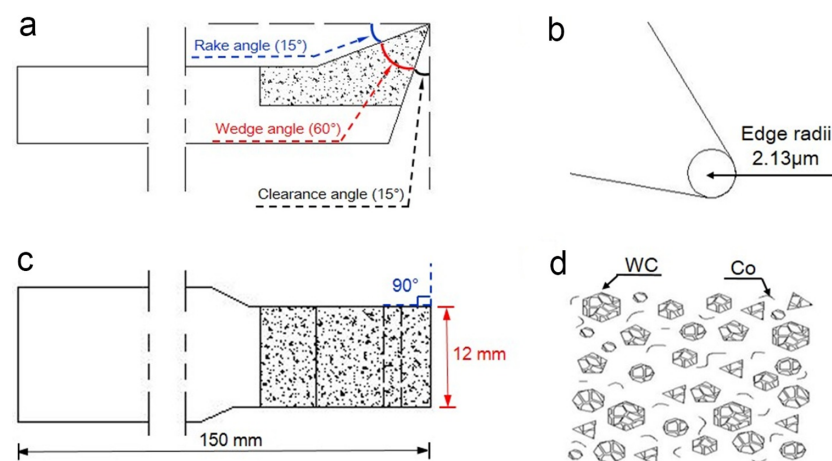 a
Rake angle (15°)
Wedge angle (60°)
Clearance angle (15°)
b
Edge radii
2.13µm
c
90°
12 mm
150 mm
d
WC
Co